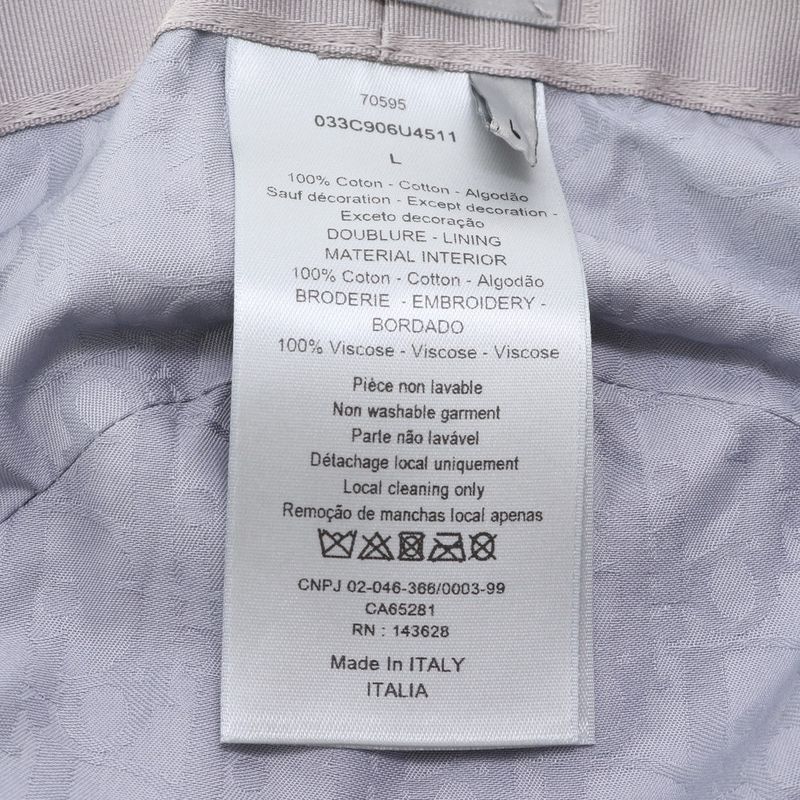 70595
033C906U4511
L
L
100% Coton - Cotton - Algodão
Sauf décoration - Except decoration -
Exceto decoração
DOUBLURE - LINING
MATERIAL INTERIOR
100% Coton - Cotton - Algodão
BRODERIE - EMBROIDERY -
BORDADO
100% Viscose - Viscose - Viscose
Pièce non lavable
Non washable garment
Parte não lavável
Détachage local uniquement
Local cleaning only
Remoção de manchas local apenas
CNPJ 02-046-366/0003-99
CA65281
RN : 143628
Made In ITALY
ITALIA